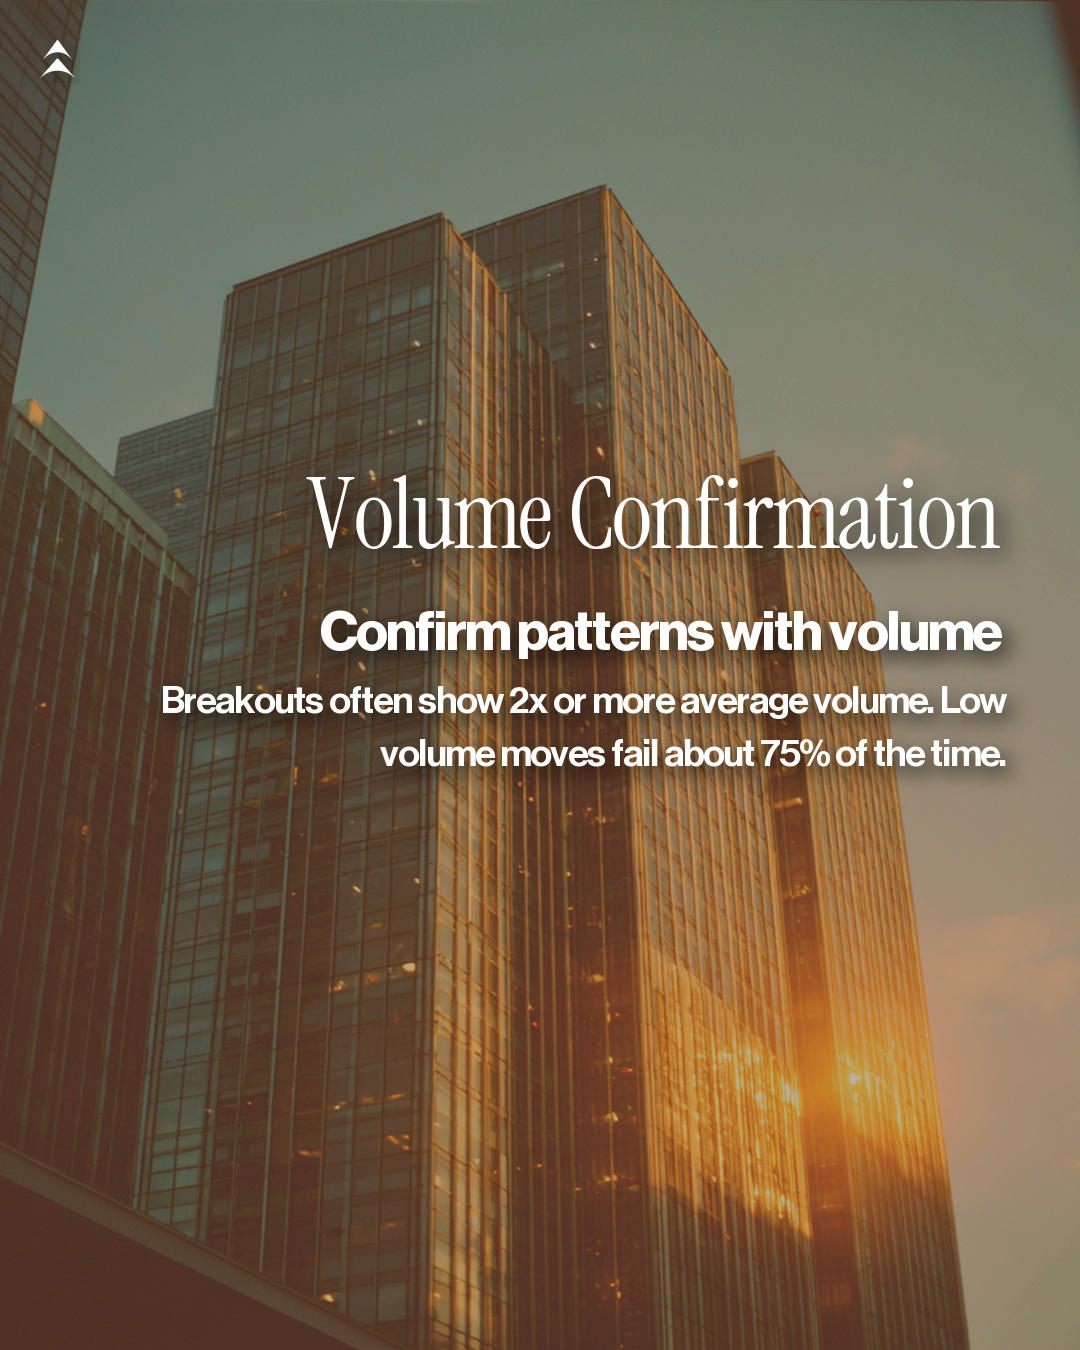 Volume Confirmation
Confirm patterns with volume
Breakouts often show 2x or more average volume. Low
volume moves fail about 75% of the time.